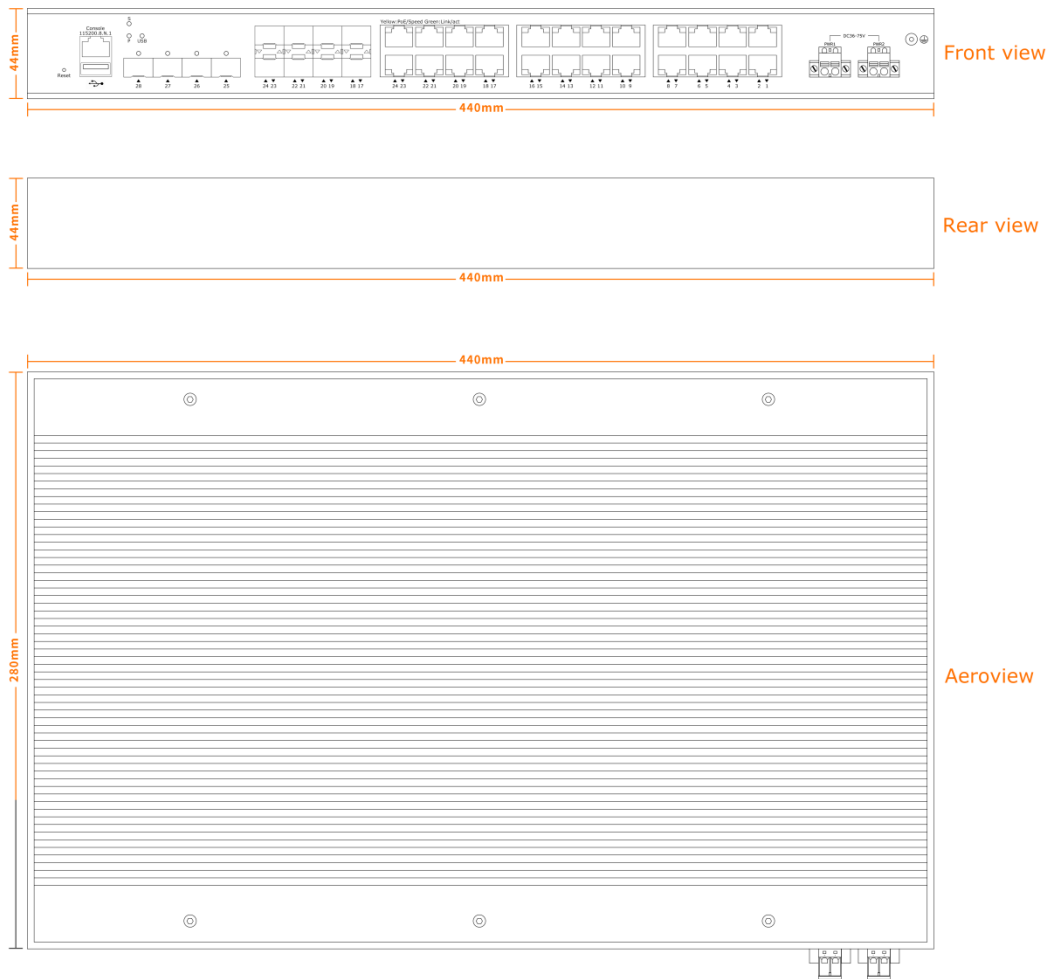 Yellow:PoE/Speed Green:Link/act
Console
115200.8.N.1
S
F USB
Reset
28 27 26 25
24 23 22 21 20 19 18 17
24 23 22 21 20 19 18 17
16 15 14 13 12 11 10 9
8 7 6 5 4 3 2 1
DC36-75V
PWR1 PWR2
44mm
440mm
Front view
44mm
440mm
Rear view
440mm
280mm
Aeroview